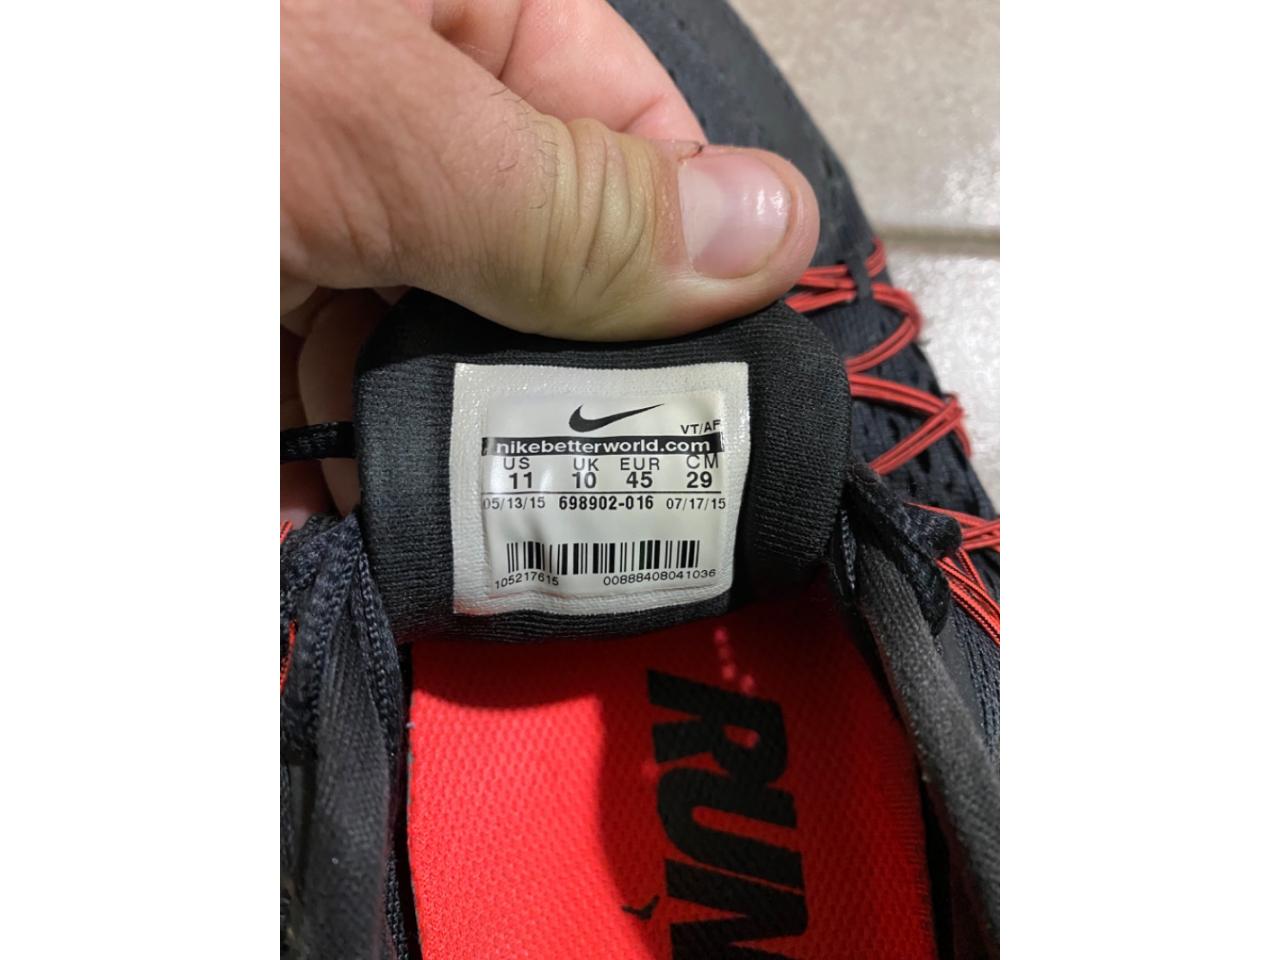 VT/AF
nikebetterworld.com
US UK EUR CM
11 10 45 29
05/13/15 698902-016 07/17/15
105217615 00888408041036
RUN